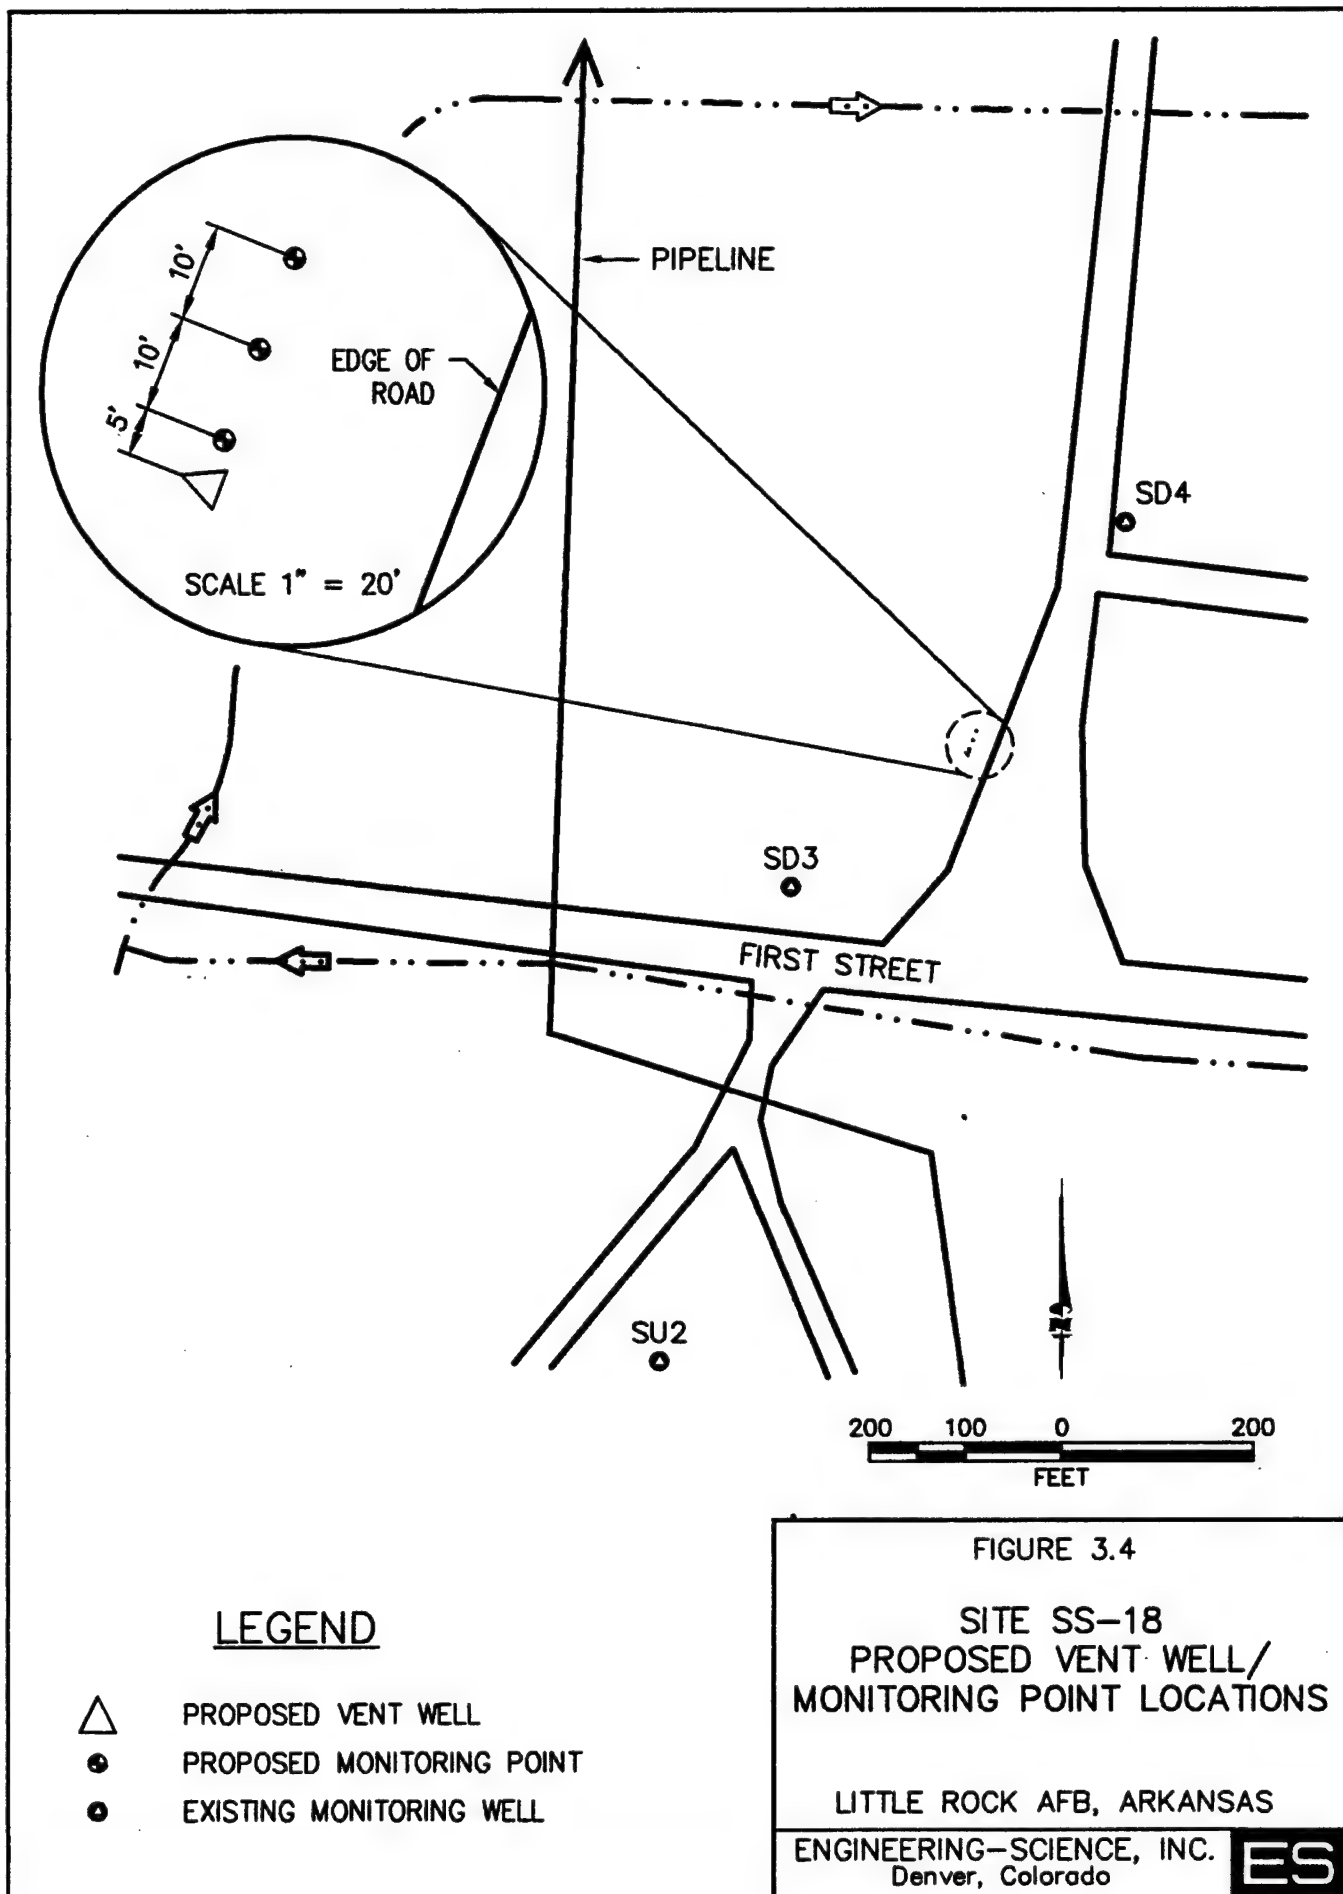 PIPELINE
10'
10'
5'
EDGE OF
ROAD
SCALE 1" = 20'
SD4
SD3
FIRST STREET
SU2
N
200 100 0 200
FEET
LEGEND
PROPOSED VENT WELL
PROPOSED MONITORING POINT
EXISTING MONITORING WELL
FIGURE 3.4
SITE SS-18
PROPOSED VENT WELL/
MONITORING POINT LOCATIONS
LITTLE ROCK AFB, ARKANSAS
ENGINEERING-SCIENCE, INC.
Denver, Colorado
ES